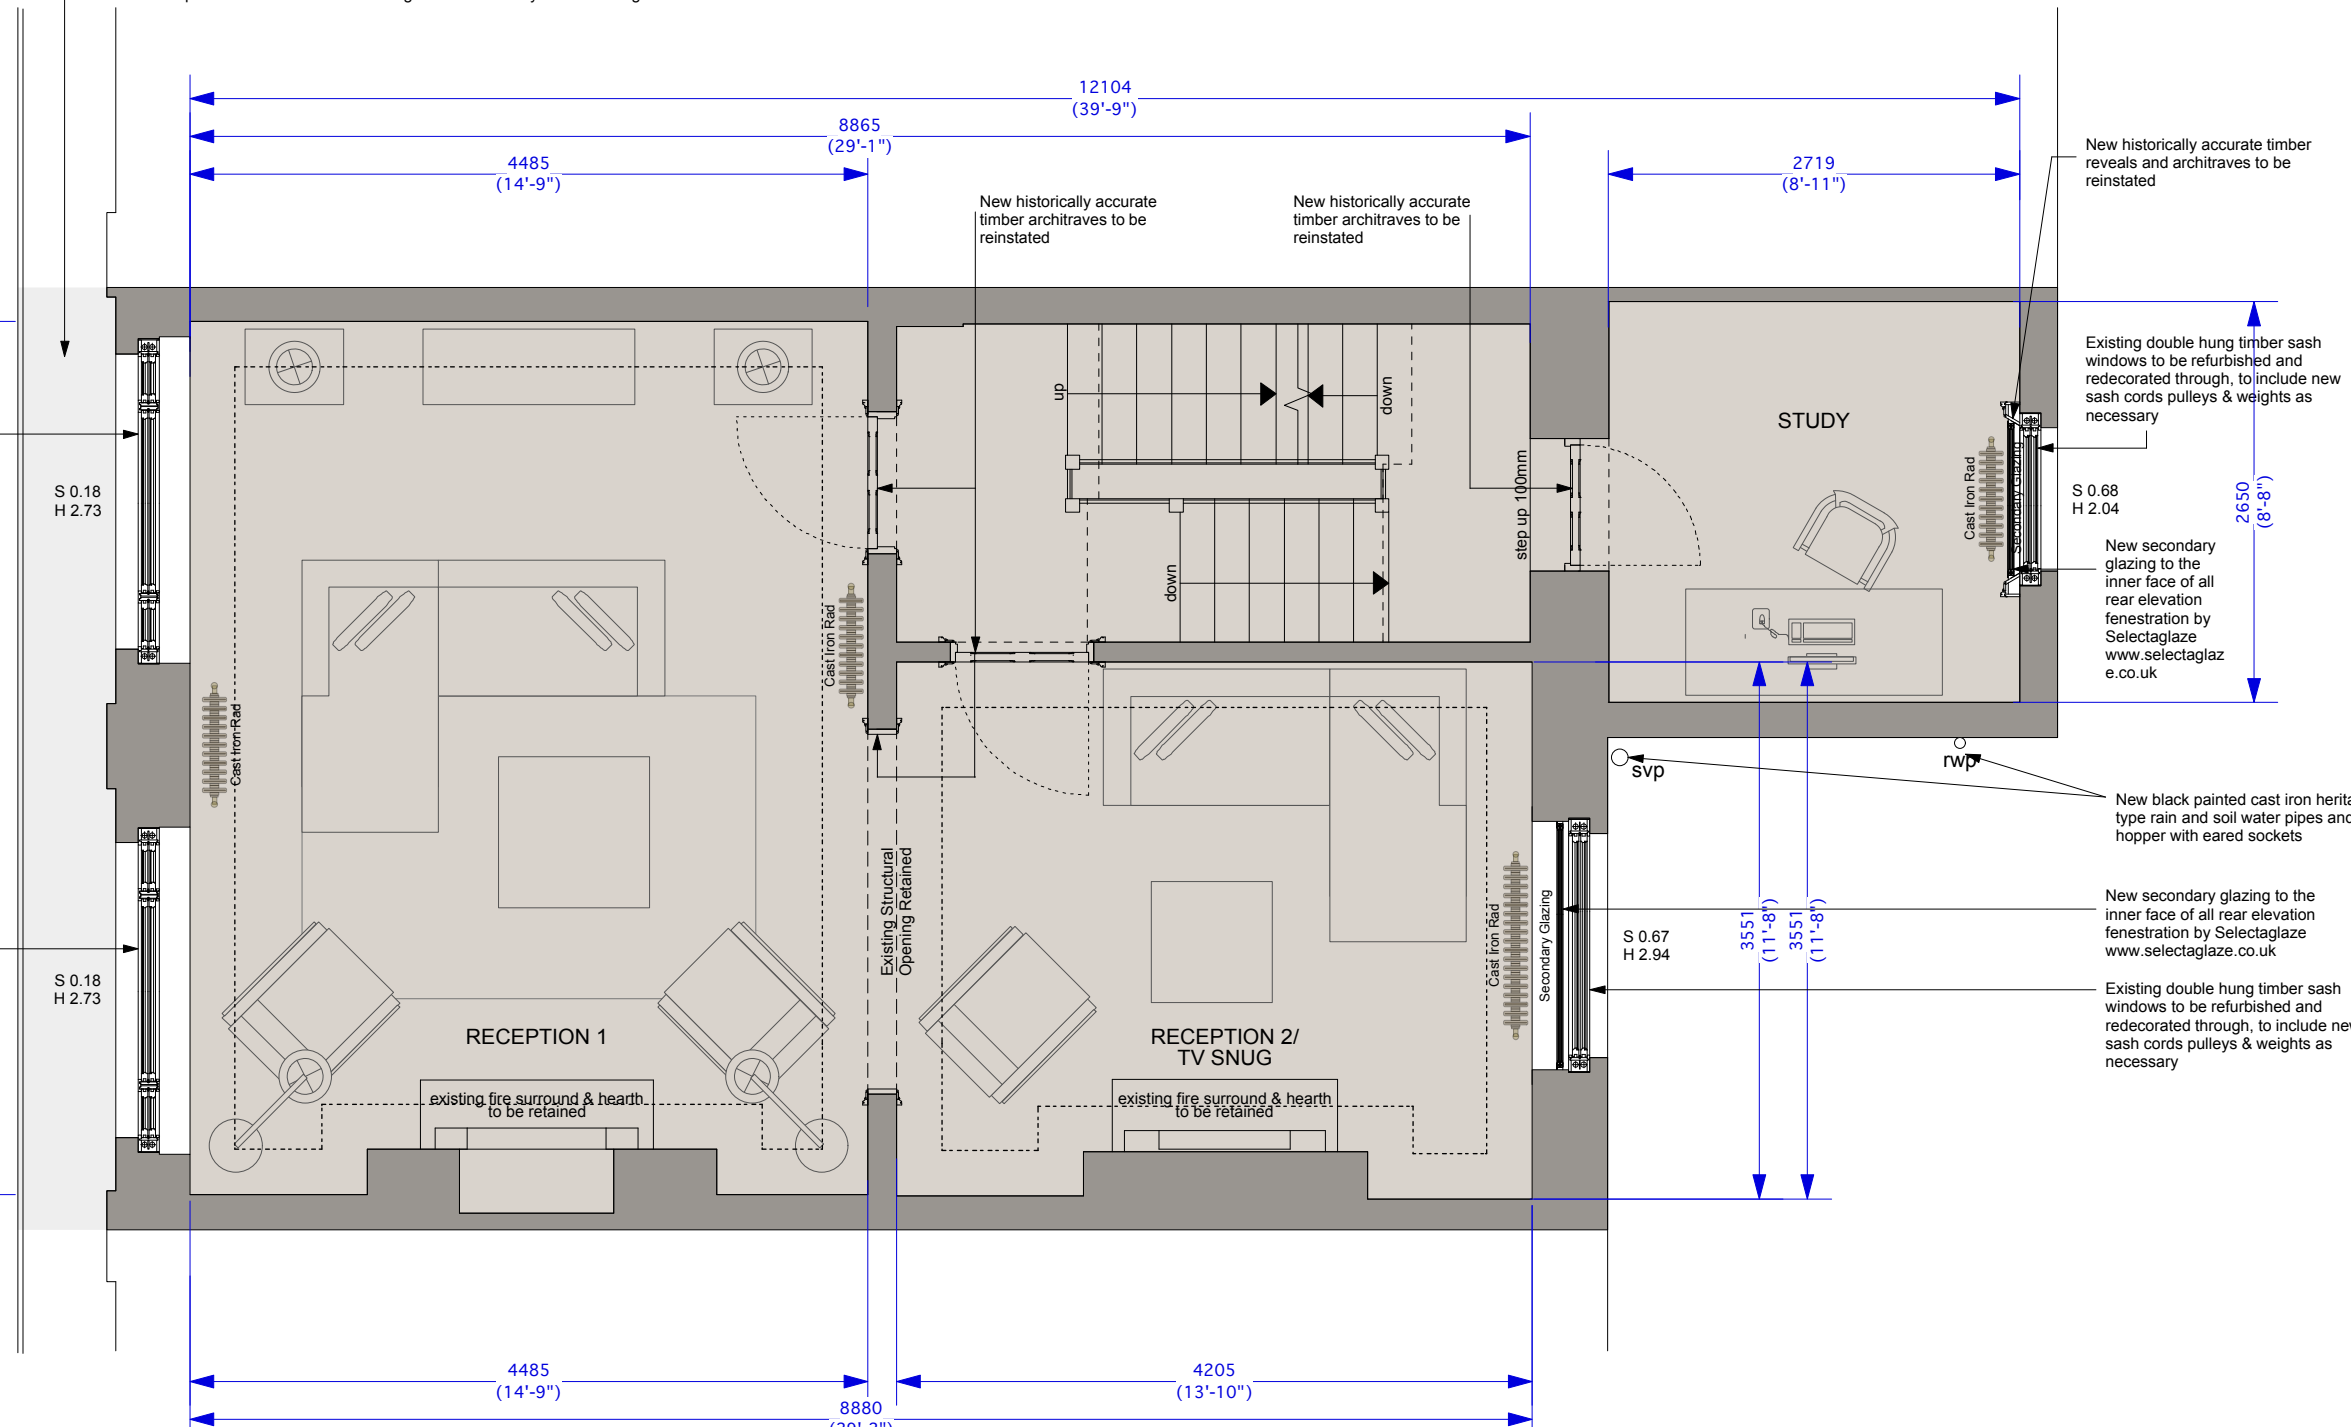 12104
(39'-9")
8865
(29'-1")
4485
(14'-9")
2719
(8'-11")
New historically accurate
timber architraves to be
reinstated
New historically accurate
timber architraves to be
reinstated
New historically accurate timber
reveals and architraves to be
reinstated
Existing double hung timber sash
windows to be refurbished and
redecorated through, to include new
sash cords pulleys & weights as
necessary
up
down
down
step up 100mm
STUDY
Cast Iron Rad
Secondary Glazing
S 0.68
H 2.04
2650
(8'-8")
New secondary
glazing to the
inner face of all
rear elevation
fenestration by
Selectaglaze
www.selectaglaz
e.co.uk
S 0.18
H 2.73
Cast Iron Rad
Cast Iron Rad
svp
rwp
New black painted cast iron
type rain and soil water pipes
hopper with eared sockets
Existing Structural
Opening Retained
Cast Iron Rad
Secondary Glazing
S 0.67
H 2.94
3551
(11'-8")
3551
(11'-8")
New secondary glazing to the
inner face of all rear elevation
fenestration by Selectaglaze
www.selectaglaze.co.uk
S 0.18
H 2.73
Existing double hung timber sash
windows to be refurbished and
redecorated through, to include
sash cords pulleys & weights as
necessary
RECEPTION 1
RECEPTION 2/
TV SNUG
existing fire surround & hearth
to be retained
existing fire surround & hearth
to be retained
4485
(14'-9")
4205
(13'-10")
8880